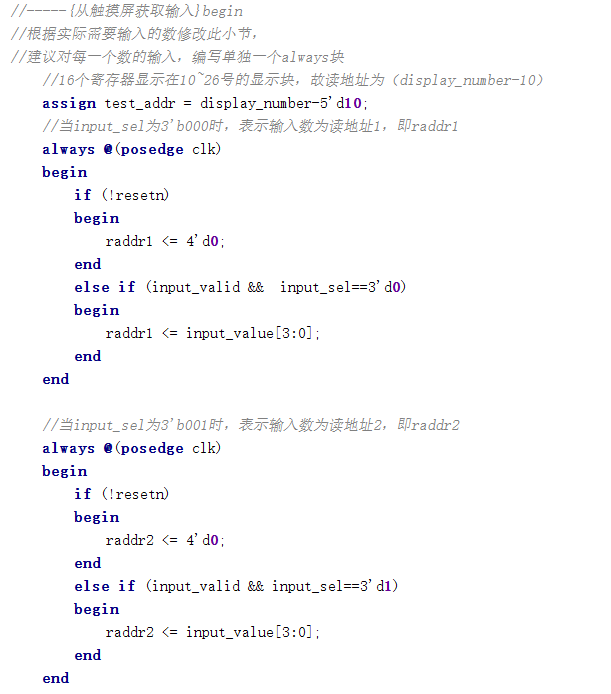 //-----{从触摸屏获取输入}begin
//根据实际需要输入的数修改此小节，
//建议对每一个数的输入，编写单独一个always块
//16个寄存器显示在10~26号的显示块，故读地址为（display_number-10）
assign test_addr = display_number-5'd10;
//当input_sel为3'b000时，表示输入数为读地址1，即raddr1
always @(posedge clk)
begin
if (!resetn)
begin
raddr1 <= 4'd0;
end
else if (input_valid &&  input_sel==3'd0)
begin
raddr1 <= input_value[3:0];
end
end
//当input_sel为3'b001时，表示输入数为读地址2，即raddr2
always @(posedge clk)
begin
if (!resetn)
begin
raddr2 <= 4'd0;
end
else if (input_valid && input_sel==3'd1)
begin
raddr2 <= input_value[3:0];
end
end